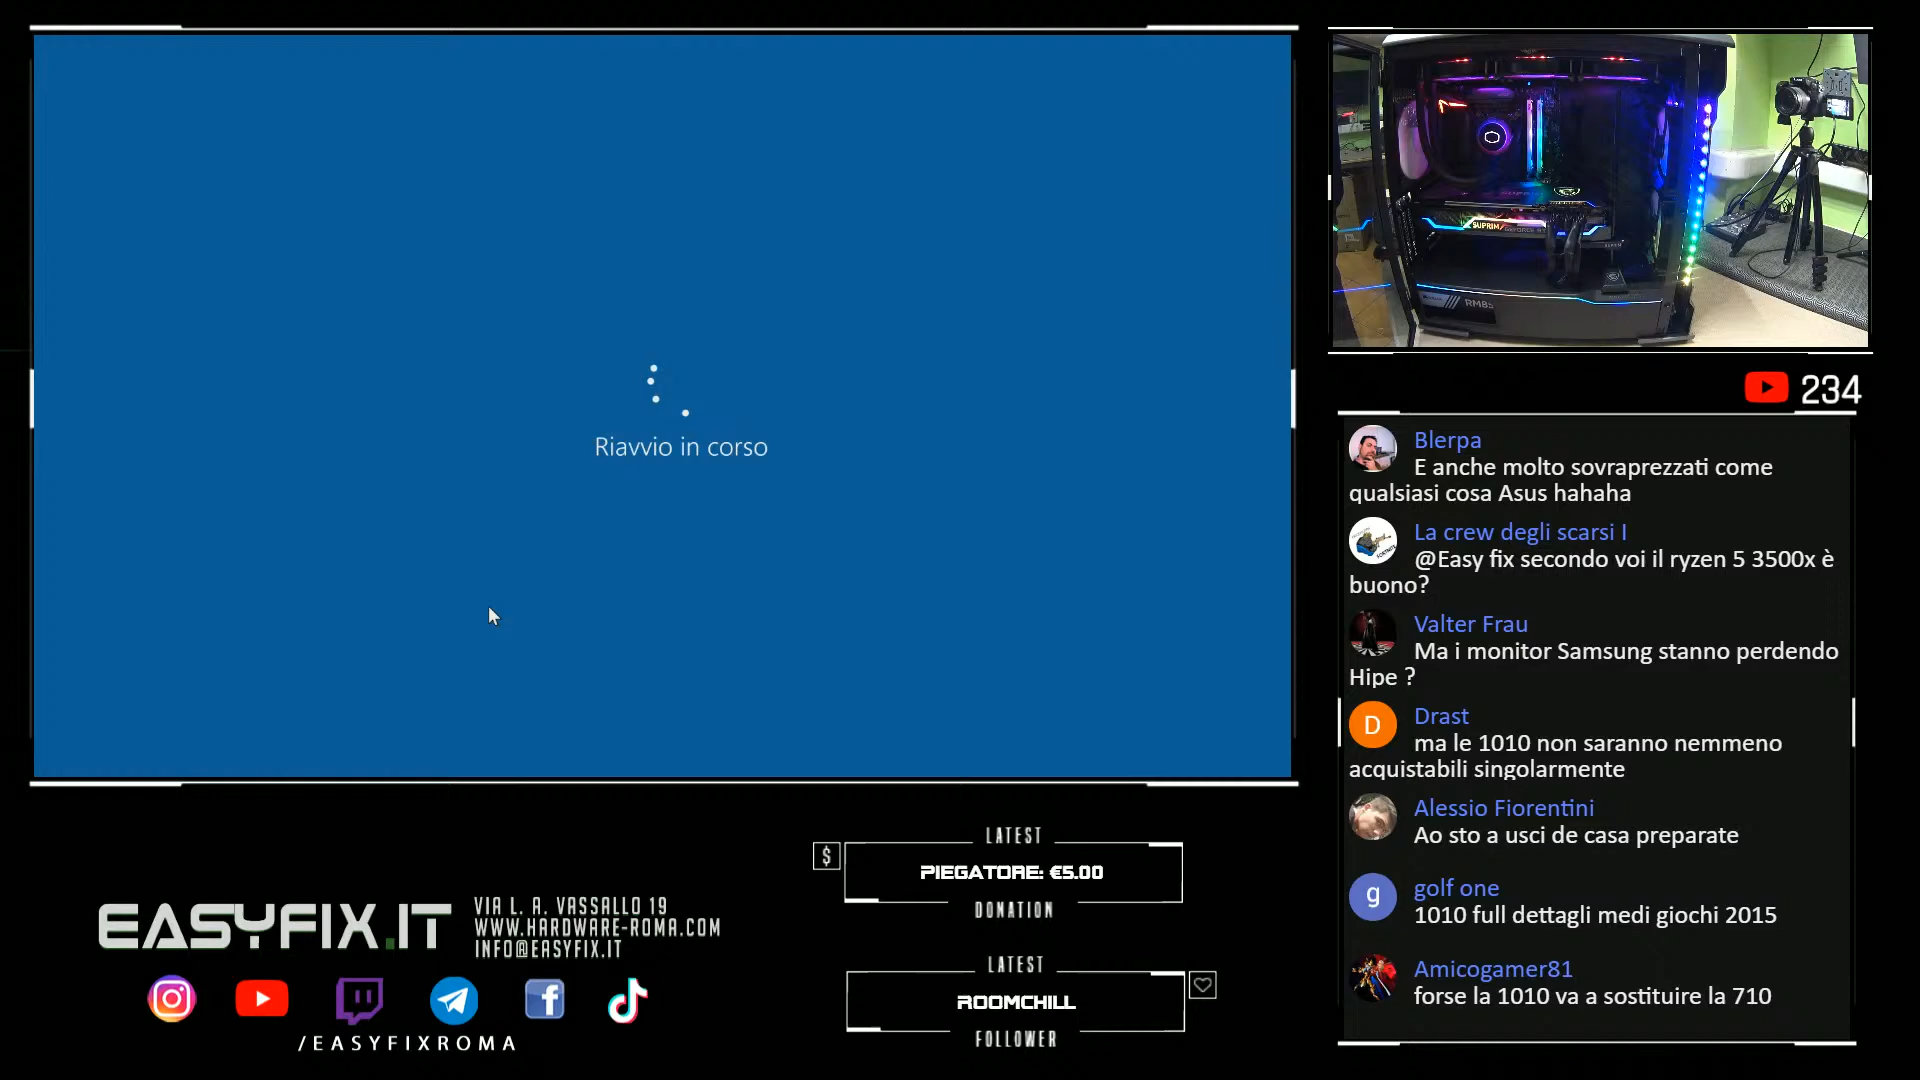 Riavvio in corso
SUPRIM
RM85
234
Blerpa
E anche molto sovraprezzati come
qualsiasi cosa Asus hahaha
La crew degli scarsi I
@Easy fix secondo voi il ryzen 5 3500x è
buono?
Valter Frau
Ma i monitor Samsung stanno perdendo
Hipe ?
D
Drast
ma le 1010 non saranno nemmeno
acquistabili singolarmente
Alessio Fiorentini
Ao sto a usci de casa preparate
g
golf one
1010 full dettagli medi giochi 2015
Amicogamer81
forse la 1010 va a sostituire la 710
LATEST
$
PIEGATORE: €5.00
DONATION
LATEST
ROOMCHILL
FOLLOWER
EASYFIX.IT
VIA L. A. VASSALLO 19
WWW.HARDWARE-ROMA.COM
INFO@EASYFIX.IT
/EASYFIXROMA